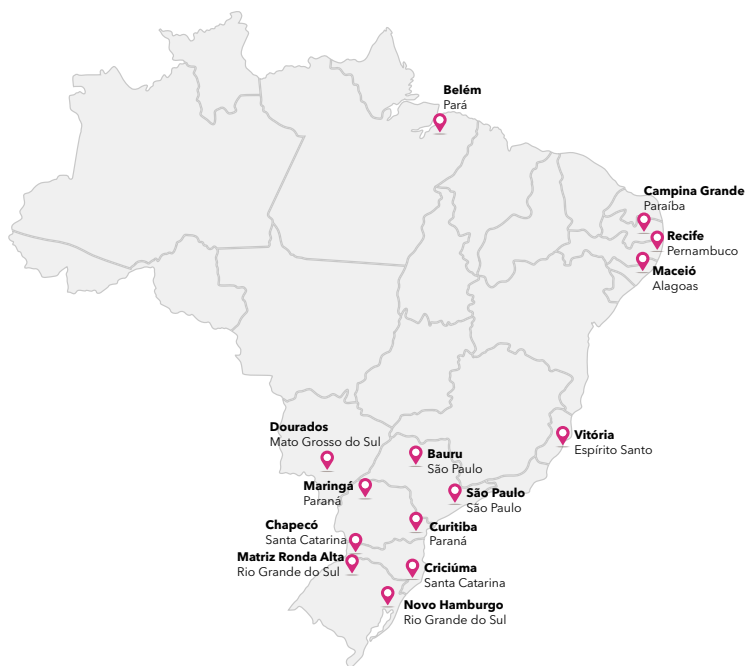 Belém
Pará
Campina Grande
Paraíba
Recife
Pernambuco
Maceió
Alagoas
Dourados
Mato Grosso do Sul
Vitória
Espírito Santo
Bauru
São Paulo
Maringá
Paraná
São Paulo
São Paulo
Chapecó
Santa Catarina
Curitiba
Paraná
Matriz Ronda Alta
Rio Grande do Sul
Criciúma
Santa Catarina
Novo Hamburgo
Rio Grande do Sul